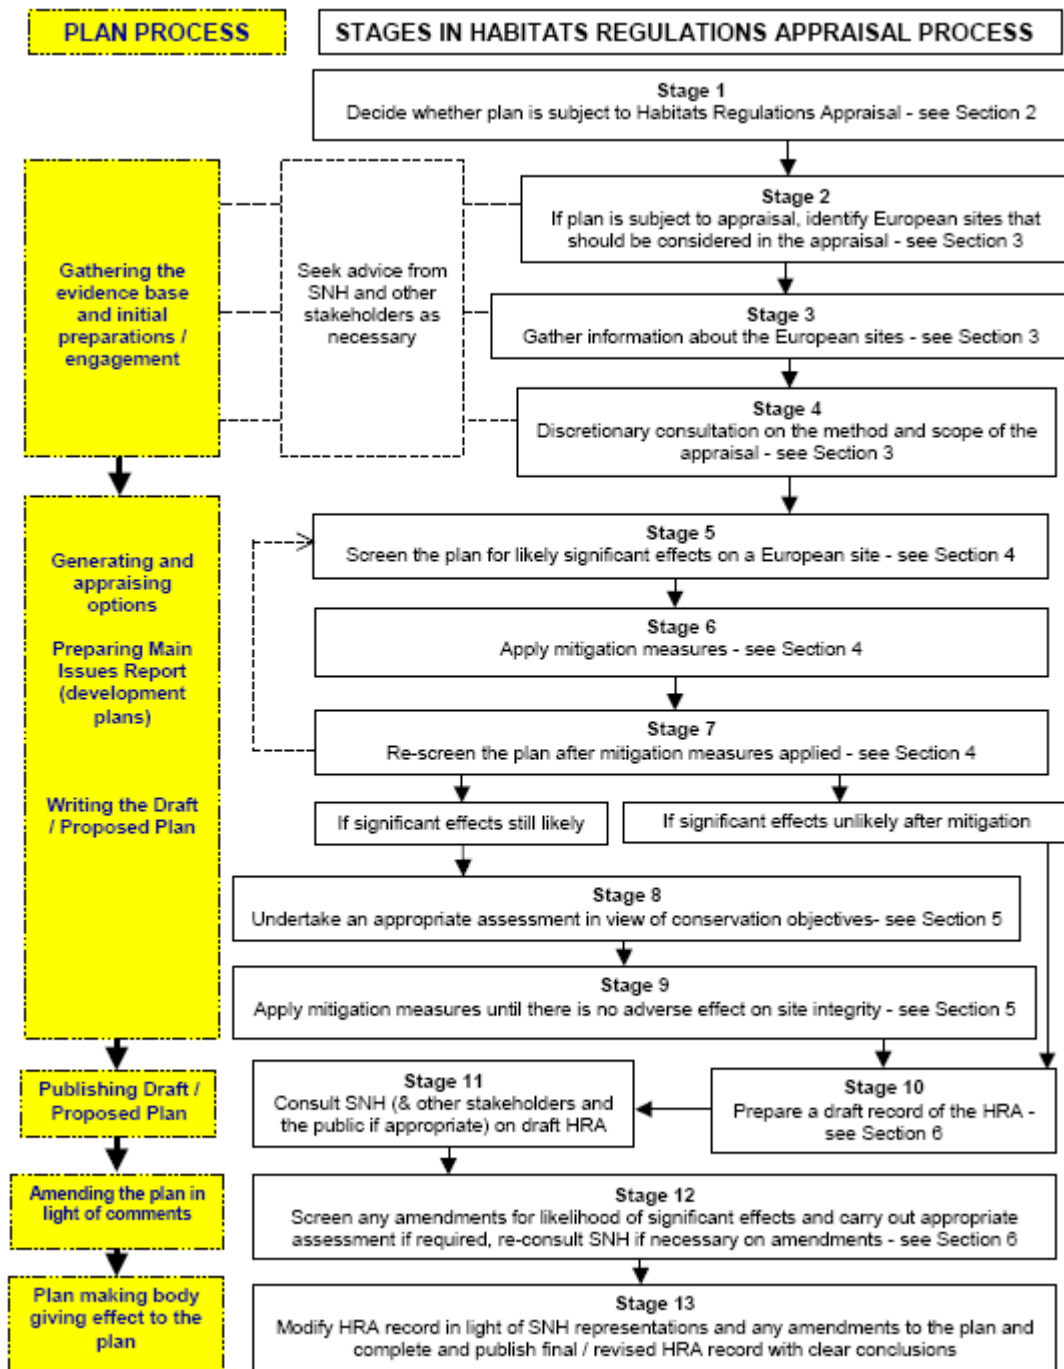 PLAN PROCESS
STAGES IN HABITATS REGULATIONS APPRAISAL PROCESS
Stage 1
Decide whether plan is subject to Habitats Regulations Appraisal - see Section 2
Gathering the
evidence base
and initial
preparations /
engagement
Seek advice from
SNH and other
stakeholders as
necessary
Stage 2
If plan is subject to appraisal, identify European sites that
should be considered in the appraisal - see Section 3
Stage 3
Gather information about the European sites - see Section 3
Stage 4
Discretionary consultation on the method and scope of the
appraisal - see Section 3
Generating and
appraising
options
Preparing Main
Issues Report
(development
plans)
Writing the Draft
/ Proposed Plan
Stage 5
Screen the plan for likely significant effects on a European site - see Section 4
Stage 6
Apply mitigation measures - see Section 4
Stage 7
Re-screen the plan after mitigation measures applied - see Section 4
If significant effects still likely
If significant effects unlikely after mitigation
Stage 8
Undertake an appropriate assessment in view of conservation objectives- see Section 5
Stage 9
Apply mitigation measures until there is no adverse effect on site integrity - see Section 5
Publishing Draft /
Proposed Plan
Stage 11
Consult SNH (& other stakeholders and
the public if appropriate) on draft HRA
Stage 10
Prepare a draft record of the HRA -
see Section 6
Amending the plan in
light of comments
Stage 12
Screen any amendments for likelihood of significant effects and carry out appropriate
assessment if required, re-consult SNH if necessary on amendments - see Section 6
Plan making body
giving effect to the
plan
Stage 13
Modify HRA record in light of SNH representations and any amendments to the plan and
complete and publish final / revised HRA record with clear conclusions